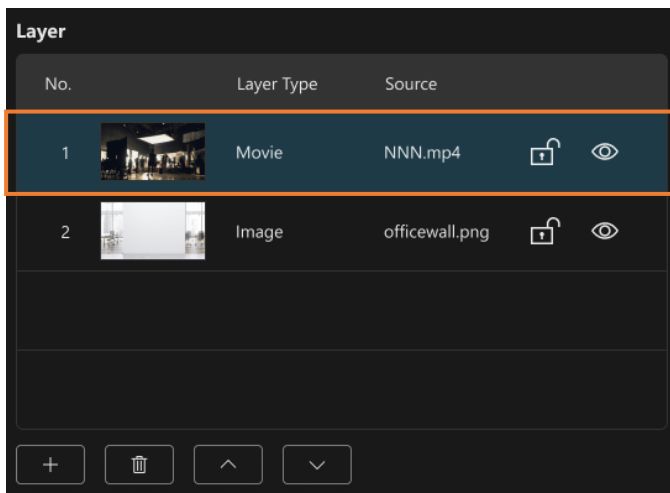 Layer
No. Layer Type Source
1 Movie NNN.mp4
2 Image officewall.png